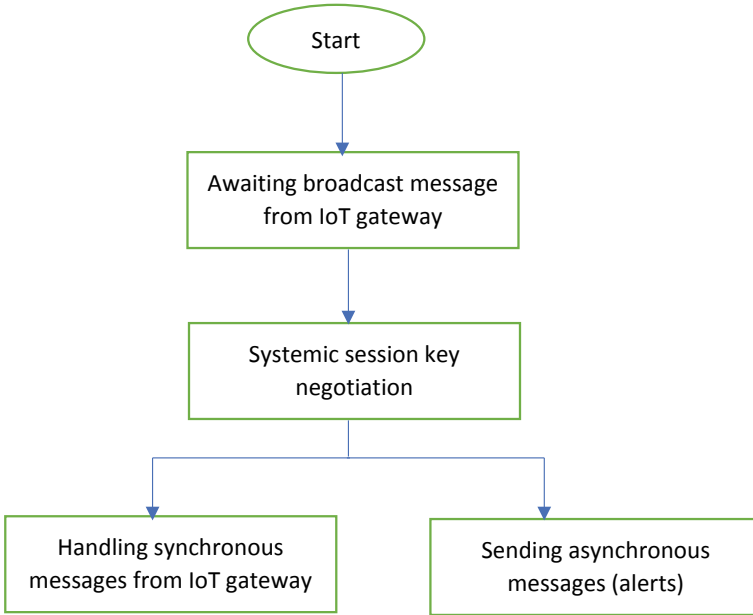 Start
Awaiting broadcast message
from IoT gateway
Systemic session key
negotiation
Handling synchronous
messages from IoT gateway
Sending asynchronous
messages (alerts)